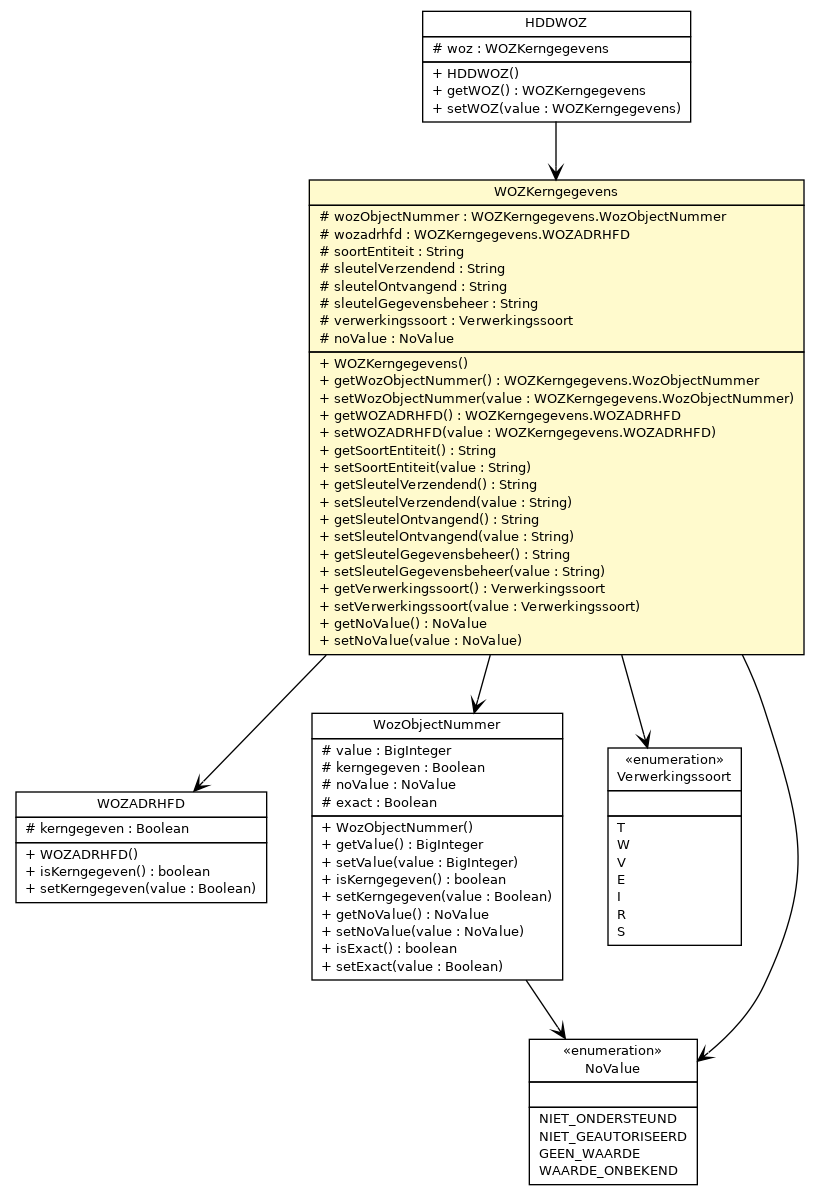 HDDWOZ
# woz : WOZKerngegevens
+ HDDWOZ()
+ getWOZ() : WOZKerngegevens
+ setWOZ(value : WOZKerngegevens)
WOZKerngegevens
# wozObjectNummer : WOZKerngegevens.WozObjectNummer
# wozadrhfd : WOZKerngegevens.WOZADRHFD
# soortEntiteit : String
# sleutelVerzendend : String
# sleutelOntvangend : String
# sleutelGegevensbeheer : String
# verwerkingssoort : Verwerkingssoort
# noValue : NoValue
+ WOZKerngegevens()
+ getWozObjectNummer() : WOZKerngegevens.WozObjectNummer
+ setWozObjectNummer(value : WOZKerngegevens.WozObjectNummer)
+ getWOZADRHFD() : WOZKerngegevens.WOZADRHFD
+ setWOZADRHFD(value : WOZKerngegevens.WOZADRHFD)
+ getSoortEntiteit() : String
+ setSoortEntiteit(value : String)
+ getSleutelVerzendend() : String
+ setSleutelVerzendend(value : String)
+ getSleutelOntvangend() : String
+ setSleutelOntvangend(value : String)
+ getSleutelGegevensbeheer() : String
+ setSleutelGegevensbeheer(value : String)
+ getVerwerkingssoort() : Verwerkingssoort
+ setVerwerkingssoort(value : Verwerkingssoort)
+ getNoValue() : NoValue
+ setNoValue(value : NoValue)
WOZADRHFD
# kerngegeven : Boolean
+ WOZADRHFD()
+ isKerngegeven() : boolean
+ setKerngegeven(value : Boolean)
WozObjectNummer
# value : BigInteger
# kerngegeven : Boolean
# noValue : NoValue
# exact : Boolean
+ WozObjectNummer()
+ getValue() : BigInteger
+ setValue(value : BigInteger)
+ isKerngegeven() : boolean
+ setKerngegeven(value : Boolean)
+ getNoValue() : NoValue
+ setNoValue(value : NoValue)
+ isExact() : boolean
+ setExact(value : Boolean)
«enumeration»
Verwerkingssoort
T
W
V
E
I
R
S
«enumeration»
NoValue
NIET_ONDERSTEUND
NIET_GEAUTORISEERD
GEEN_WAARDE
WAARDE_ONBEKEND